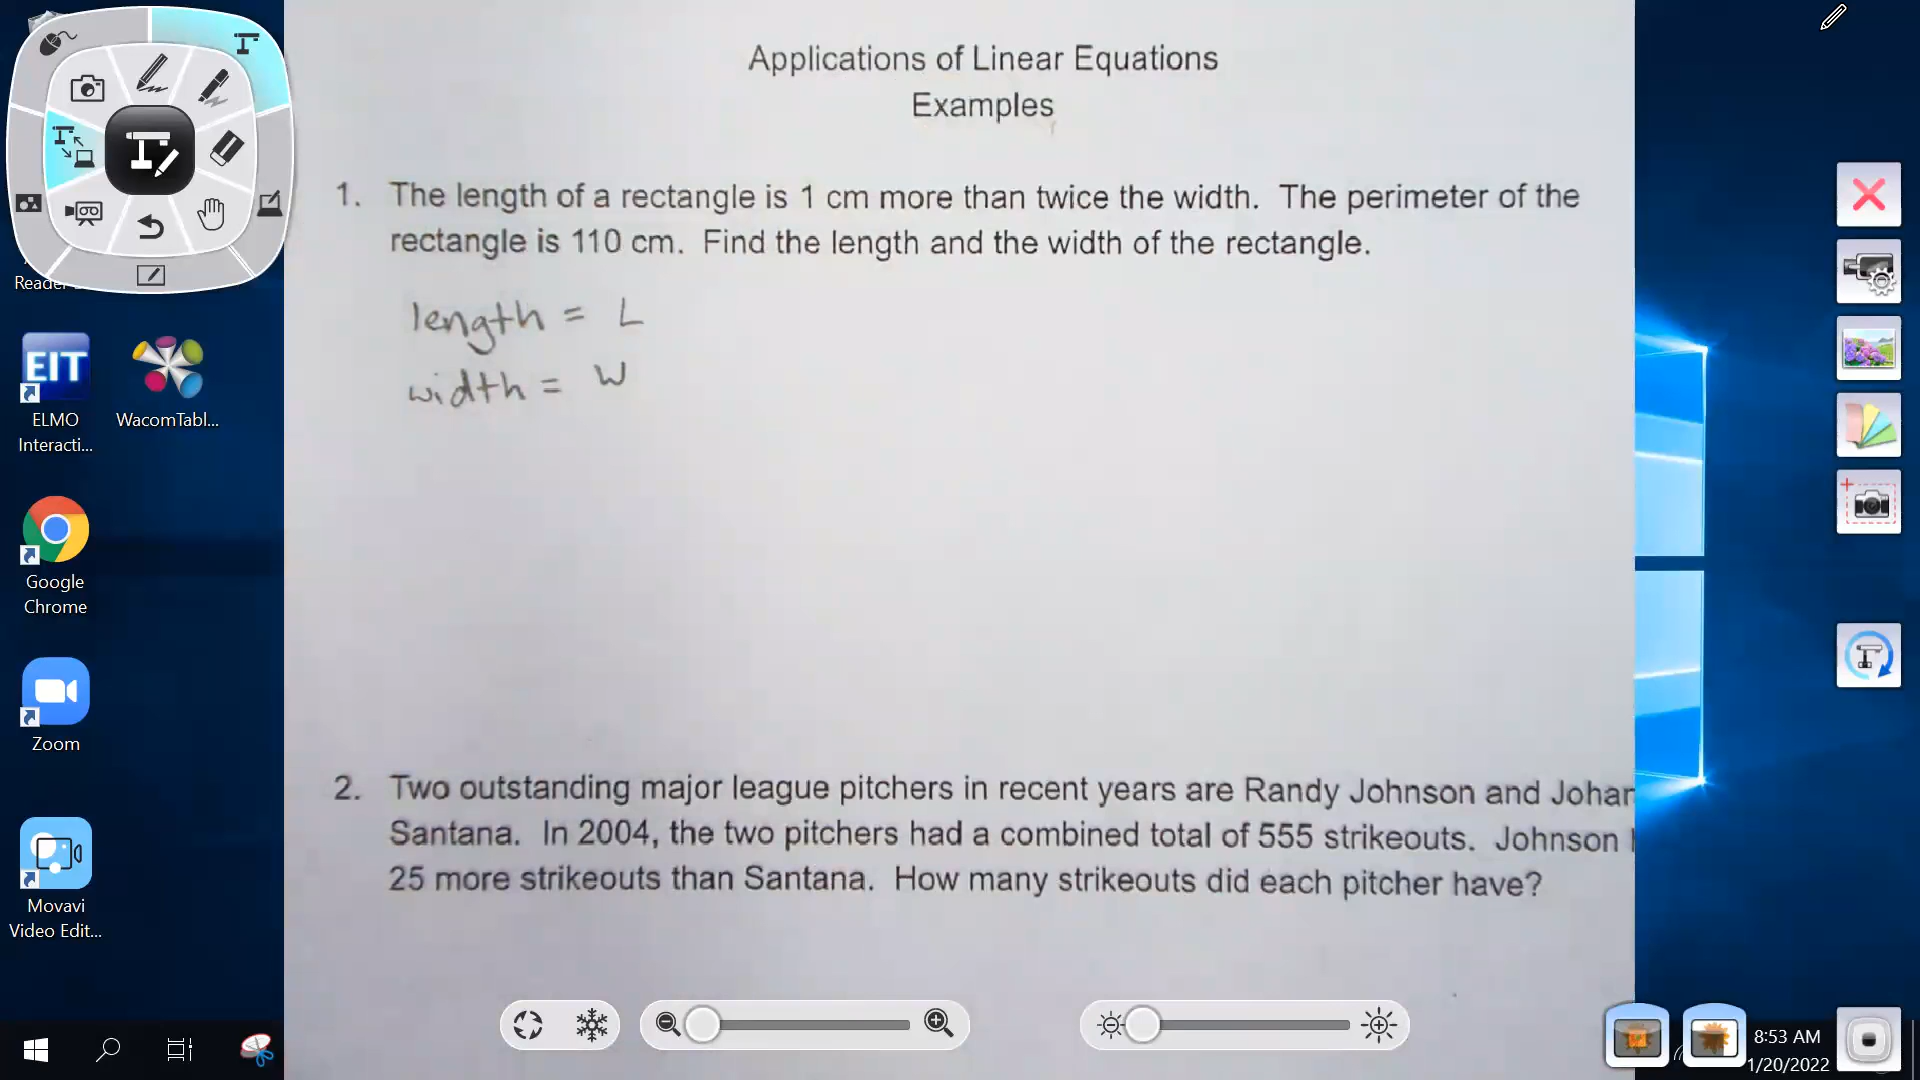 Applications of Linear Equations
Examples
1. The length of a rectangle is 1 cm more than twice the width. The perimeter of the
rectangle is 110 cm. Find the length and the width of the rectangle.
length = L
width = W
2. Two outstanding major league pitchers in recent years are Randy Johnson and
Santana. In 2004, the two pitchers had a combined total of 555 strikeouts. Johnson
25 more strikeouts than Santana. How many strikeouts did each pitcher have?
EIT
ELMO
Interacti...
WacomTabl...
Google
Chrome
Zoom
Movavi
Video Edit...
8:53 AM
1/20/2022